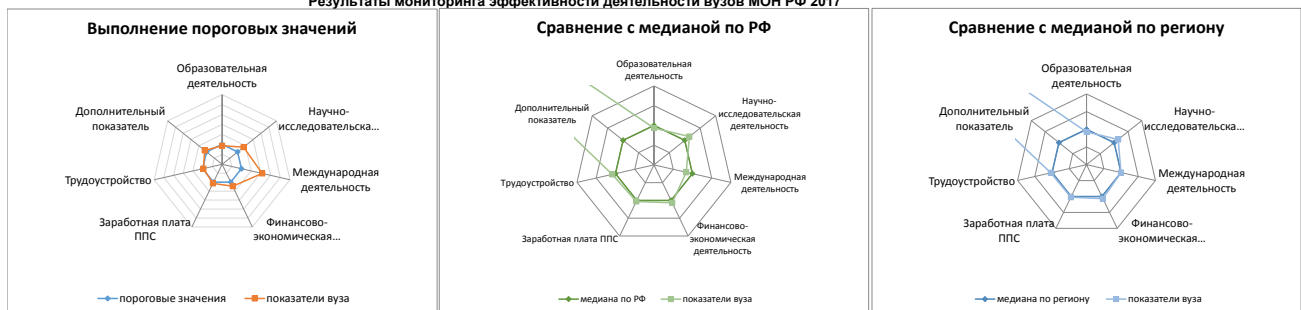 Результаты мониторинга эффективности деятельности вузов МОН РФ 2017
Выполнение пороговых значений
Образовательная
деятельность
Научно-
исследовательска...
Международная
деятельность
Финансово-
экономическая...
Заработная плата
ППС
Трудоустройство
Дополнительный
показатель
пороговые значения
показатели вуза
Сравнение с медианой по РФ
Образовательная
деятельность
Научно-
исследовательская
деятельность
Международная
деятельность
Финансово-
экономическая
деятельность
Заработная плата ППС
Трудоустройство
Дополнительный
показатель
медиана по РФ
показатели вуза
Сравнение с медианой по региону
Образовательная
деятельность
Научно-
исследовательска...
Международная
деятельность
Финансово-
экономическая...
Заработная плата
ППС
Трудоустройство
Дополнительный
показатель
медиана по региону
показатели вуза